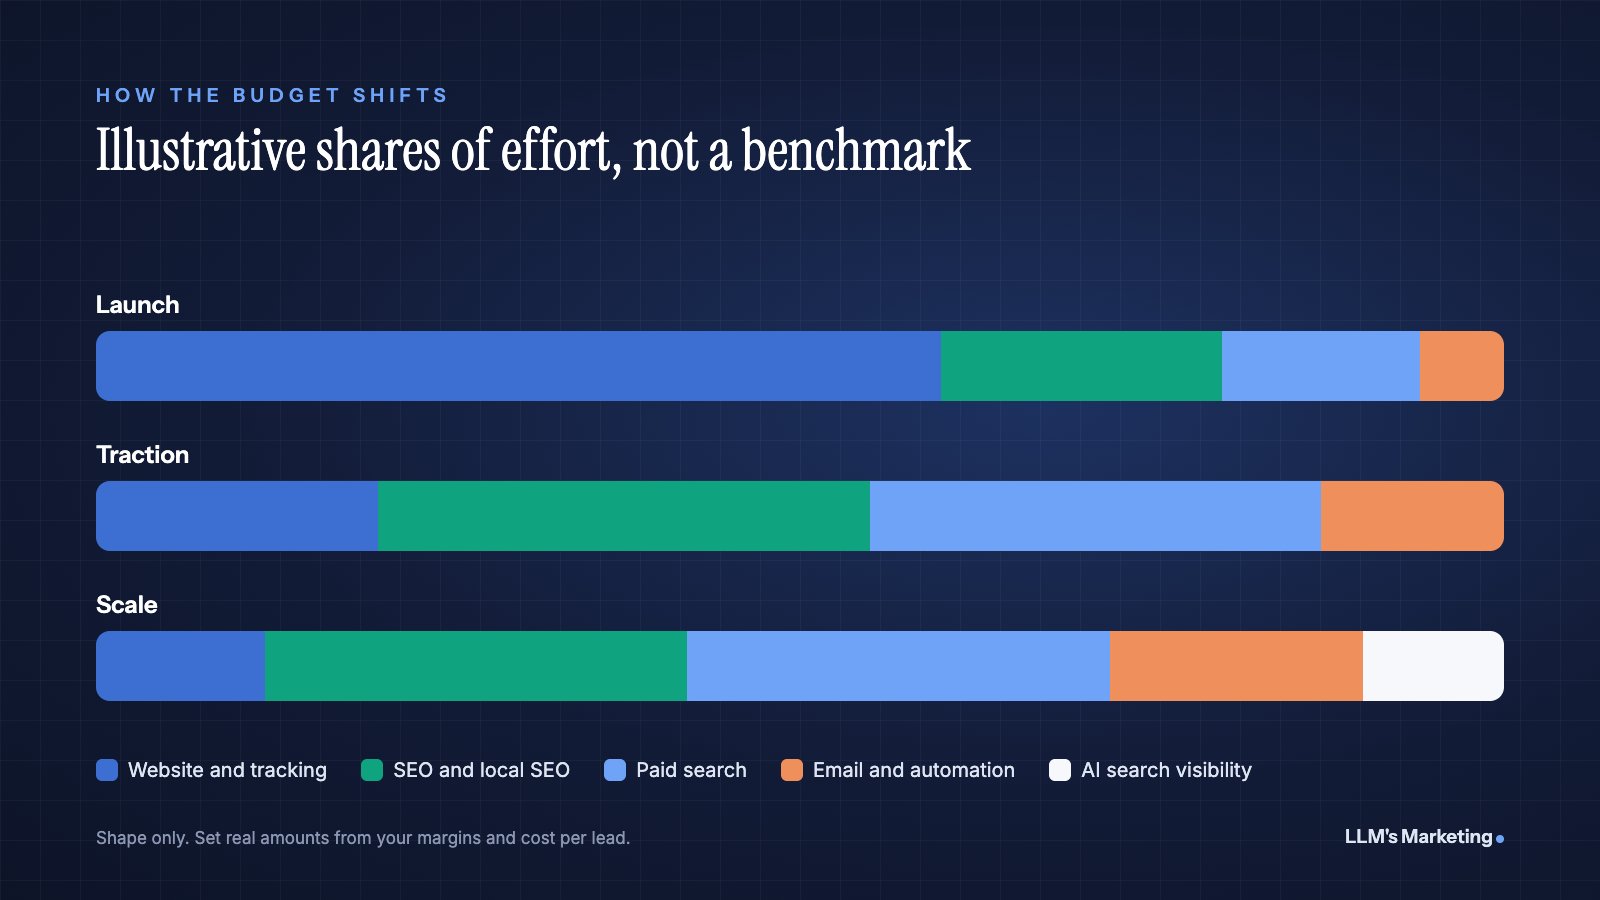 HOW THE BUDGET SHIFTS
Illustrative shares of effort, not a benchmark
Launch
Traction
Scale
Website and tracking
SEO and local SEO
Paid search
Email and automation
AI search visibility
Shape only. Set real amounts from your margins and cost per lead.
LLM's Marketing